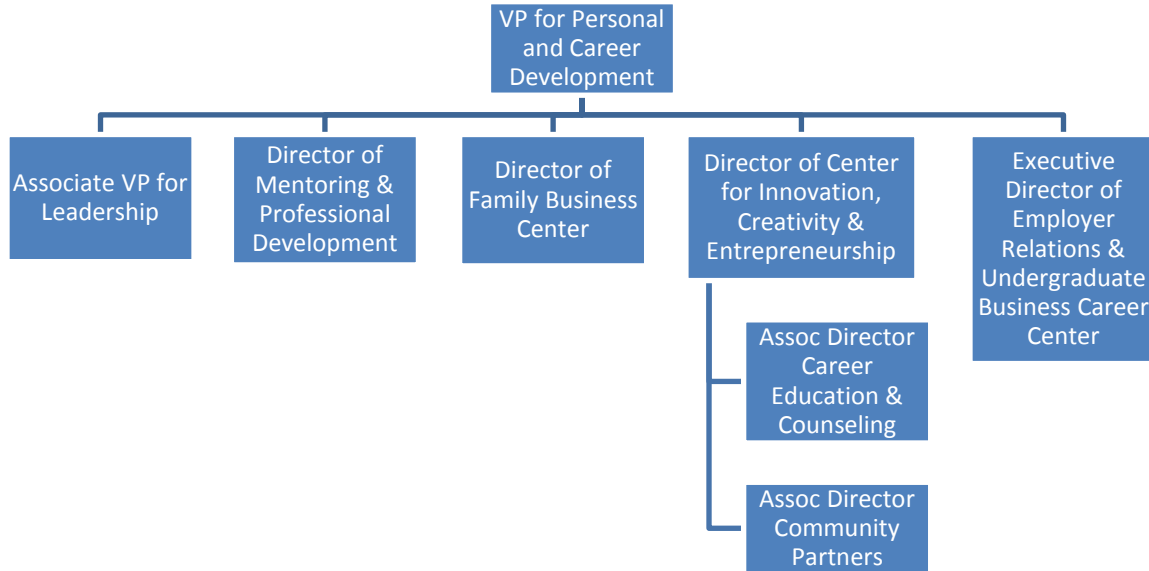 VP for Personal
and Career
Development
Associate VP for
Leadership
Director of
Mentoring &
Professional
Development
Director of
Family Business
Center
Director of Center
for Innovation,
Creativity &
Entrepreneurship
Executive
Director of
Employer
Relations &
Undergraduate
Business Career
Center
Assoc Director
Career
Education &
Counseling
Assoc Director
Community
Partners